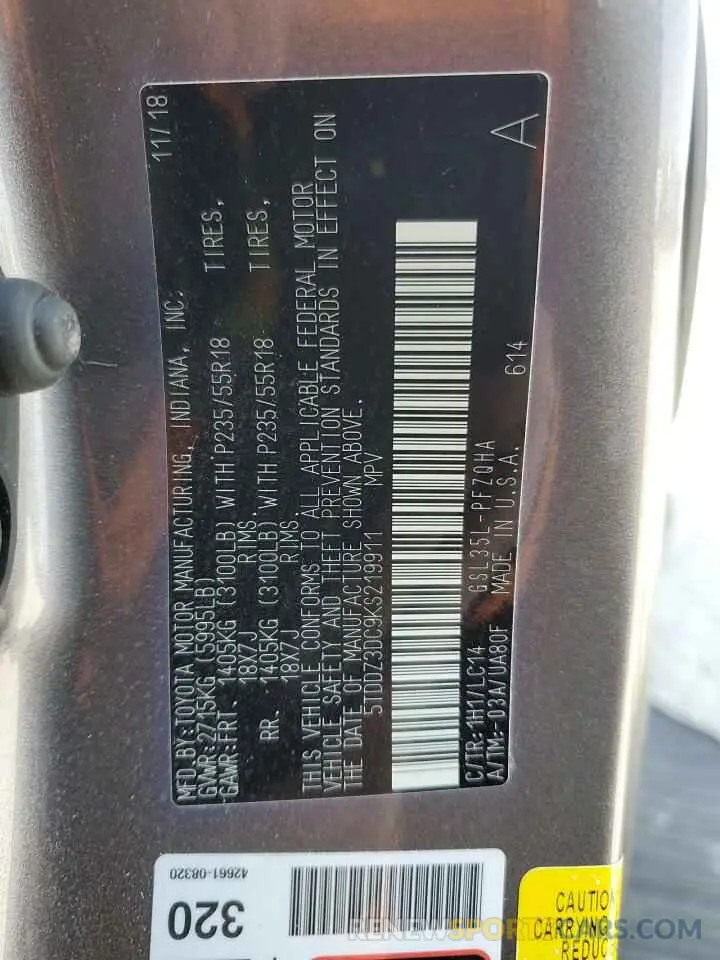 MFD.BY:TOYOTA MOTOR MANUFACTURING, INDIANA, INC. 11/18
GVWR:2715KG (5995LB)
GAWR:FRT. 1405KG (3100LB) WITH P235/55R18 TIRES,
18X7J RIMS
RR. 1405KG (3100LB) WITH P235/55R18 TIRES,
18X7J RIMS
THIS VEHICLE CONFORMS TO ALL APPLICABLE FEDERAL MOTOR
VEHICLE SAFETY AND THEFT PREVENTION STANDARDS IN EFFECT ON
THE DATE OF MANUFACTURE SHOWN ABOVE.
5TDDZ3DC9KS219911 MPV
C/TR:1H1/LC14 GSL35L-PFZQHA 614
A/TM:-03A/UA80F MADE IN U.S.A. A
42661-08320
320
CAUTION
CARRYING
REDUC
RENEWSPORTCARS.COM